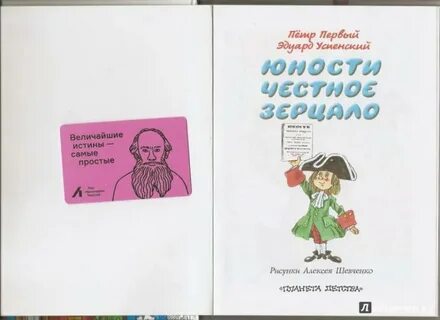 Величайшие
истины —
самые
простые
Пётр Первый
Эдуард Успенский
ЮНОСТИ
ЧЕСТНОЕ
ЗЕРЦАЛО
Рисунки Алексея Шевченко
«ПЛАНЕТА ДЕТСТВА»